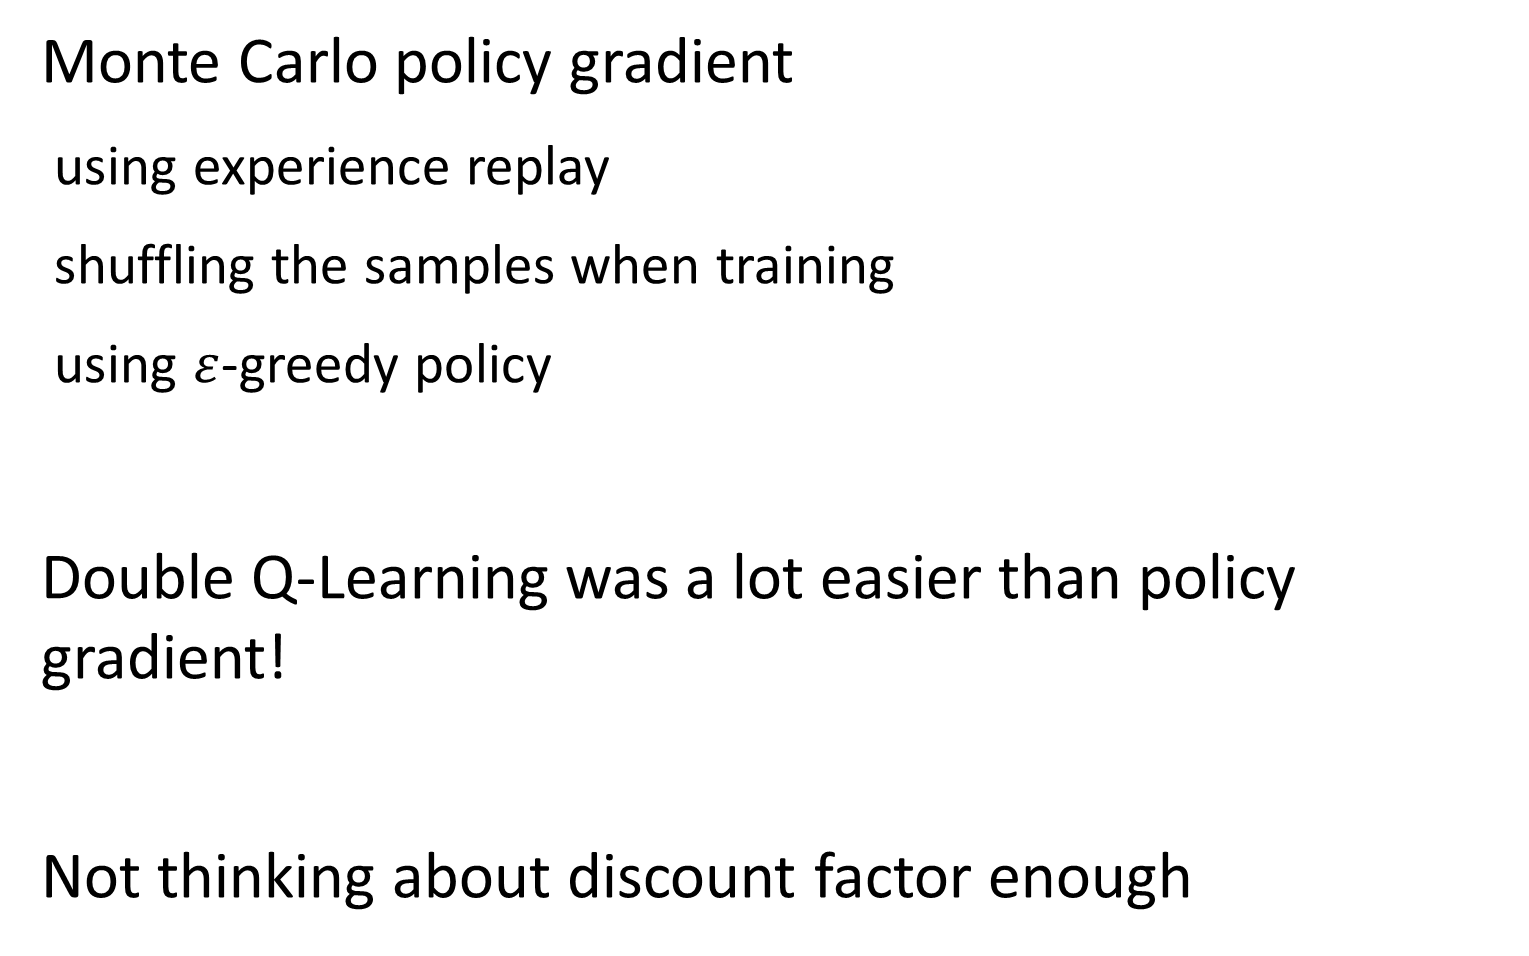 Monte Carlo policy gradient
using experience replay
shuffling the samples when training
using ε-greedy policy
Double Q-Learning was a lot easier than policy
gradient!
Not thinking about discount factor enough